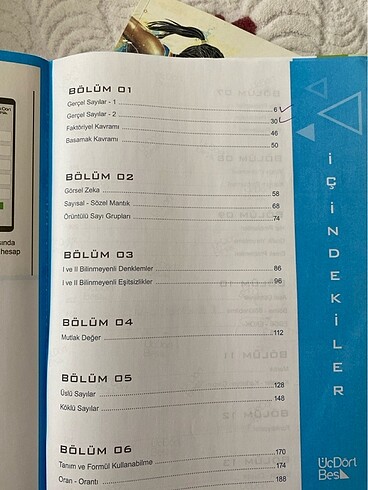 BÖLÜM 01
Gerçel Sayılar - 1 6
Gerçel Sayılar - 2 30
Faktöriyel Kavramı 46
Basamak Kavramı 50
BÖLÜM 02
Görsel Zeka 58
Sayısal - Sözel Mantık 68
Örüntülü Sayı Grupları 74
BÖLÜM 03
I ve II Bilinmeyenli Denklemler 86
I ve II Bilinmeyenli Eşitsizlikler 96
BÖLÜM 04
Mutlak Değer 112
BÖLÜM 05
Üslü Sayılar 128
Köklü Sayılar 148
BÖLÜM 06
170
Tanım ve Formül Kullanabilme 174
Oran - Orantı 188
İÇİNDEKİLER
ÜçDört
Beş
hesap